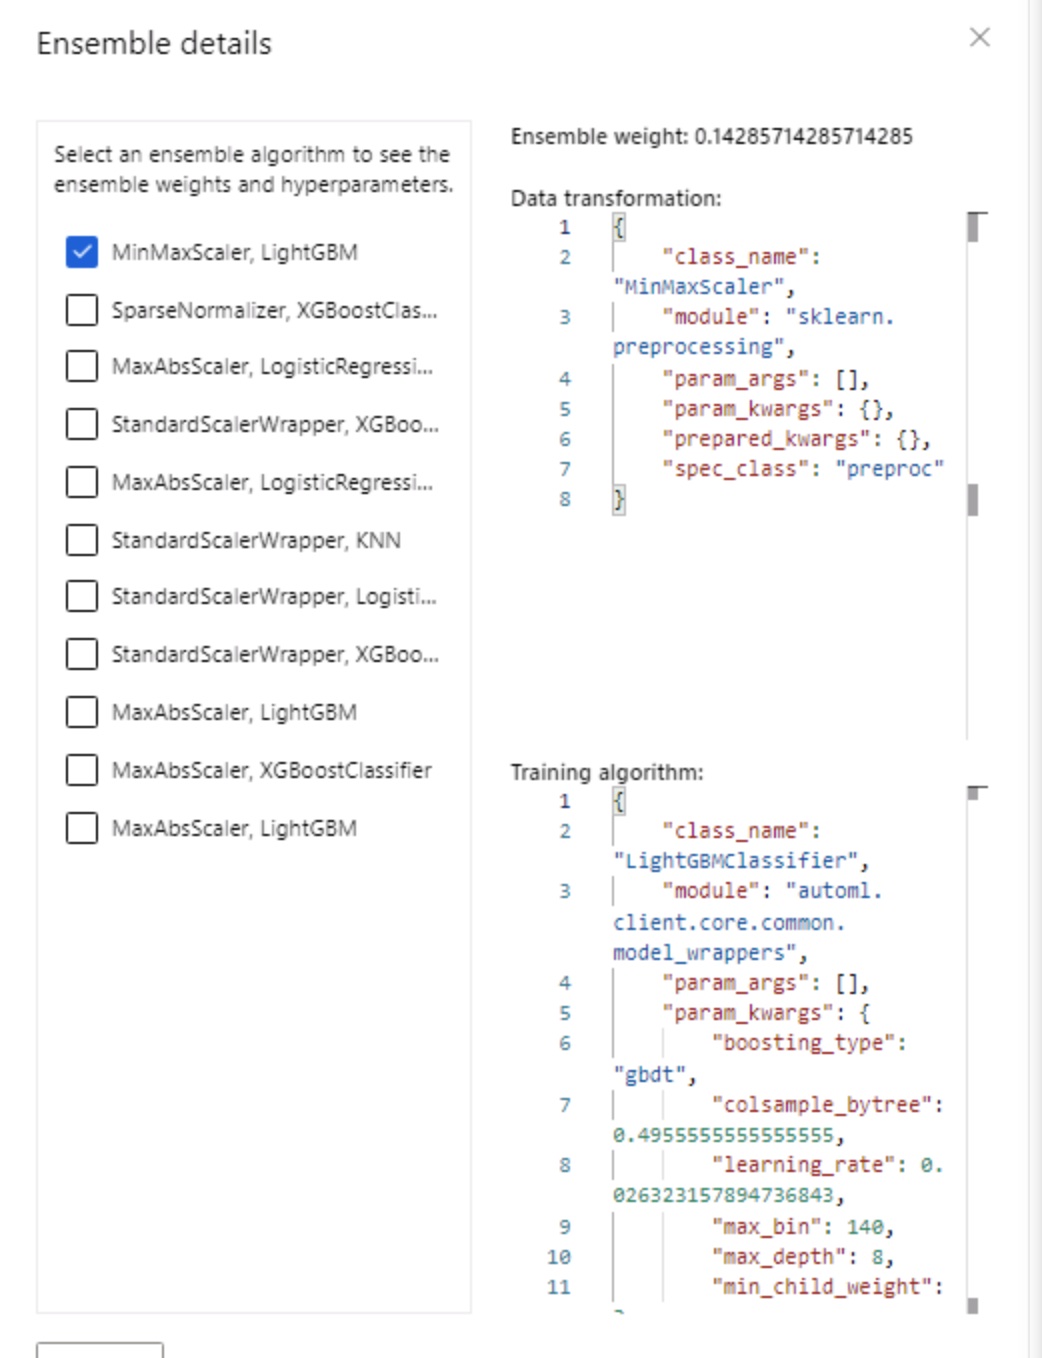 Ensemble details
Select an ensemble algorithm to see the
ensemble weights and hyperparameters.
MinMaxScaler, LightGBM
SparseNormalizer, XGBoostClas...
MaxAbsScaler, LogisticRegressi...
StandardScalerWrapper, XGBoo...
MaxAbsScaler, LogisticRegressi...
StandardScalerWrapper, KNN
StandardScalerWrapper, Logisti...
StandardScalerWrapper, XGBoo...
MaxAbsScaler, LightGBM
MaxAbsScaler, XGBoostClassifier
MaxAbsScaler, LightGBM
Ensemble weight: 0.14285714285714285
Data transformation:
1 {
2 "class_name":
"MinMaxScaler",
3 "module": "sklearn.
preprocessing",
4 "param_args": [],
5 "param_kwargs": {},
6 "prepared_kwargs": {},
7 "spec_class": "preproc"
8 }
Training algorithm:
1 {
2 "class_name":
"LightGBMClassifier",
3 "module": "automl.
client.core.common.
model_wrappers",
4 "param_args": [],
5 "param_kwargs": {
6 "boosting_type":
"gbdt",
7 "colsample_bytree":
0.4955555555555555,
8 "learning_rate": 0.
026323157894736843,
9 "max_bin": 140,
10 "max_depth": 8,
11 "min_child_weight":